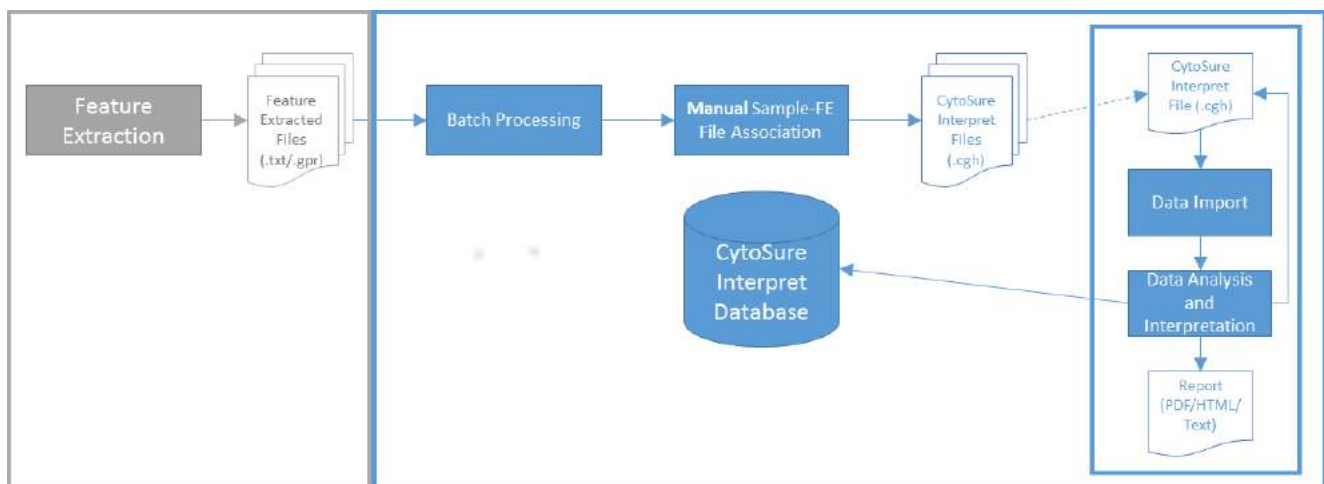 Feature
Extraction
Feature
Extracted
Files
(.txt/.gpr)
Batch Processing
Manual Sample-FE
File Association
CytoSure
Interpret
Files
(.cgh)
CytoSure
Interpret
File (.cgh)
Data Import
Data Analysis
and
Interpretation
CytoSure
Interpret
Database
Report
(PDF/HTML/
Text)